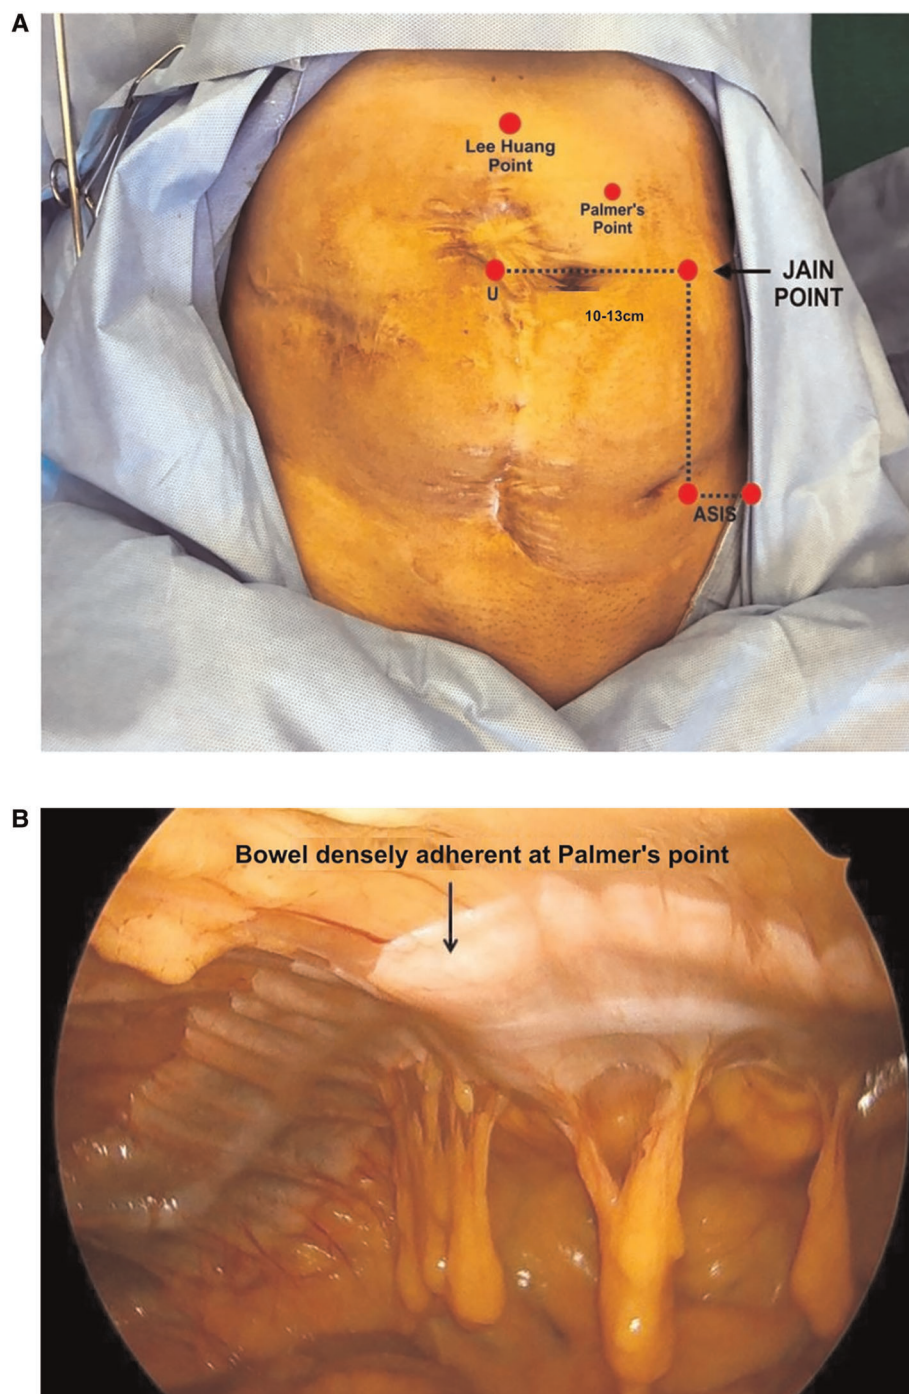 A
Lee Huang
Point
Palmer's
Point
JAIN
POINT
U
10-13cm
ASIS
B
Bowel densely adherent at Palmer's point